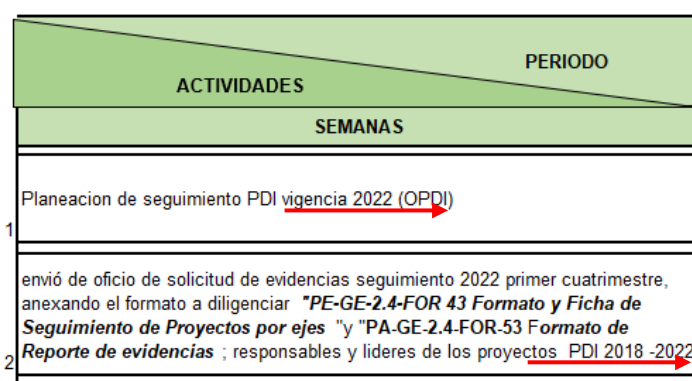 PERIODO
ACTIVIDADES
SEMANAS
Planeacion de seguimiento PDI vigencia 2022 (OPDI)
1
envió de oficio de solicitud de evidencias seguimiento 2022 primer cuatrimestre,
anexando el formato a diligenciar "PE-GE-2.4-FOR 43 Formato y Ficha de
Seguimiento de Proyectos por ejes "y "PA-GE-2.4-FOR-53 Formato de
Reporte de evidencias ; responsables y lideres de los proyectos PDI 2018 -2022
2